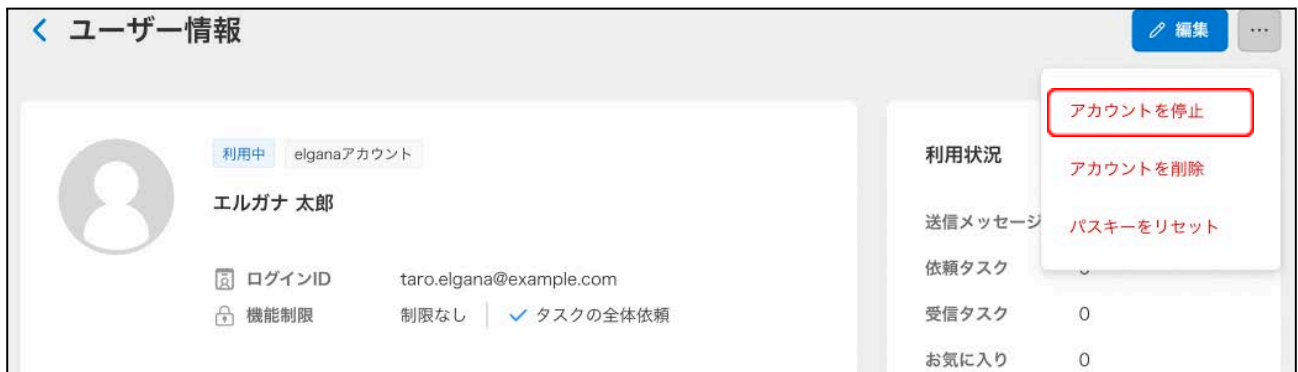 ユーザー情報
編集
...
アカウントを停止
アカウントを削除
パスキーをリセット
利用中 elganaアカウント
エルガナ 太郎
ログインID taro.elgana@example.com
機能制限 制限なし タスクの全体依頼
利用状況
送信メッセージ
依頼タスク
受信タスク 0
お気に入り 0